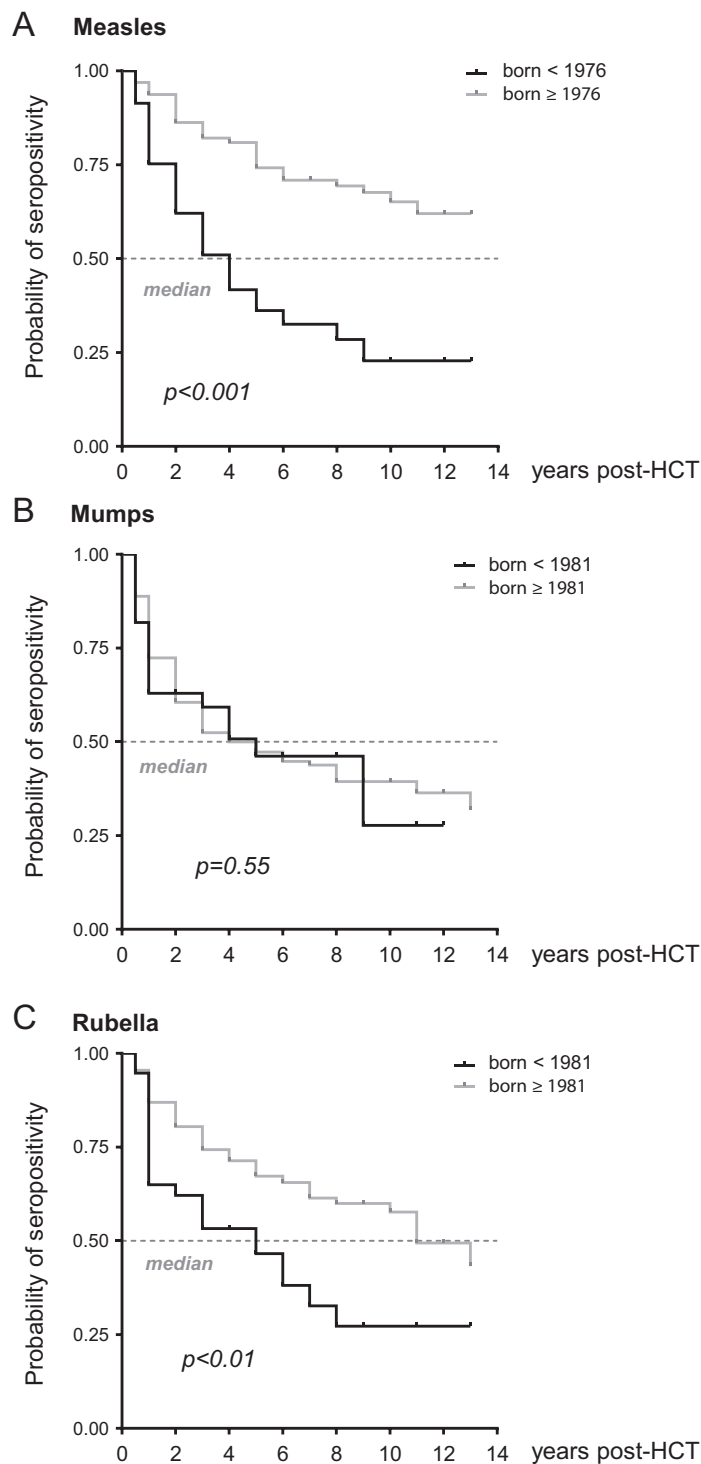 A Measles
1.00
0.75
0.50
0.25
0.00
Probability of seropositivity
born < 1976
born ≥ 1976
median
p<0.001
0 2 4 6 8 10 12 14 years post-HCT
B Mumps
1.00
0.75
0.50
0.25
0.00
Probability of seropositivity
born < 1981
born ≥ 1981
median
p=0.55
0 2 4 6 8 10 12 14 years post-HCT
C Rubella
1.00
0.75
0.50
0.25
0.00
Probability of seropositivity
born < 1981
born ≥ 1981
median
p<0.01
0 2 4 6 8 10 12 14 years post-HCT